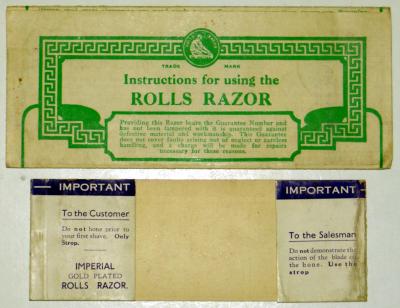 TRADE MARK
Instructions for using the
ROLLS RAZOR
Providing this Razor bears the Guarantee Number and
has not been tampered with it is guaranteed against
defective material and workmanship. This Guarantee
does not cover faults arising out of neglect or careless
handling, and a charge will be made for repairs
necessary for these reasons.
IMPORTANT
To the Customer
Do not hone prior to
your first shave. Only
Strop.
IMPERIAL
GOLD PLATED
ROLLS RAZOR.
IMPORTANT
To the Salesman
Do not demonstrate the
action of the blade on
the hone. Use the
strop